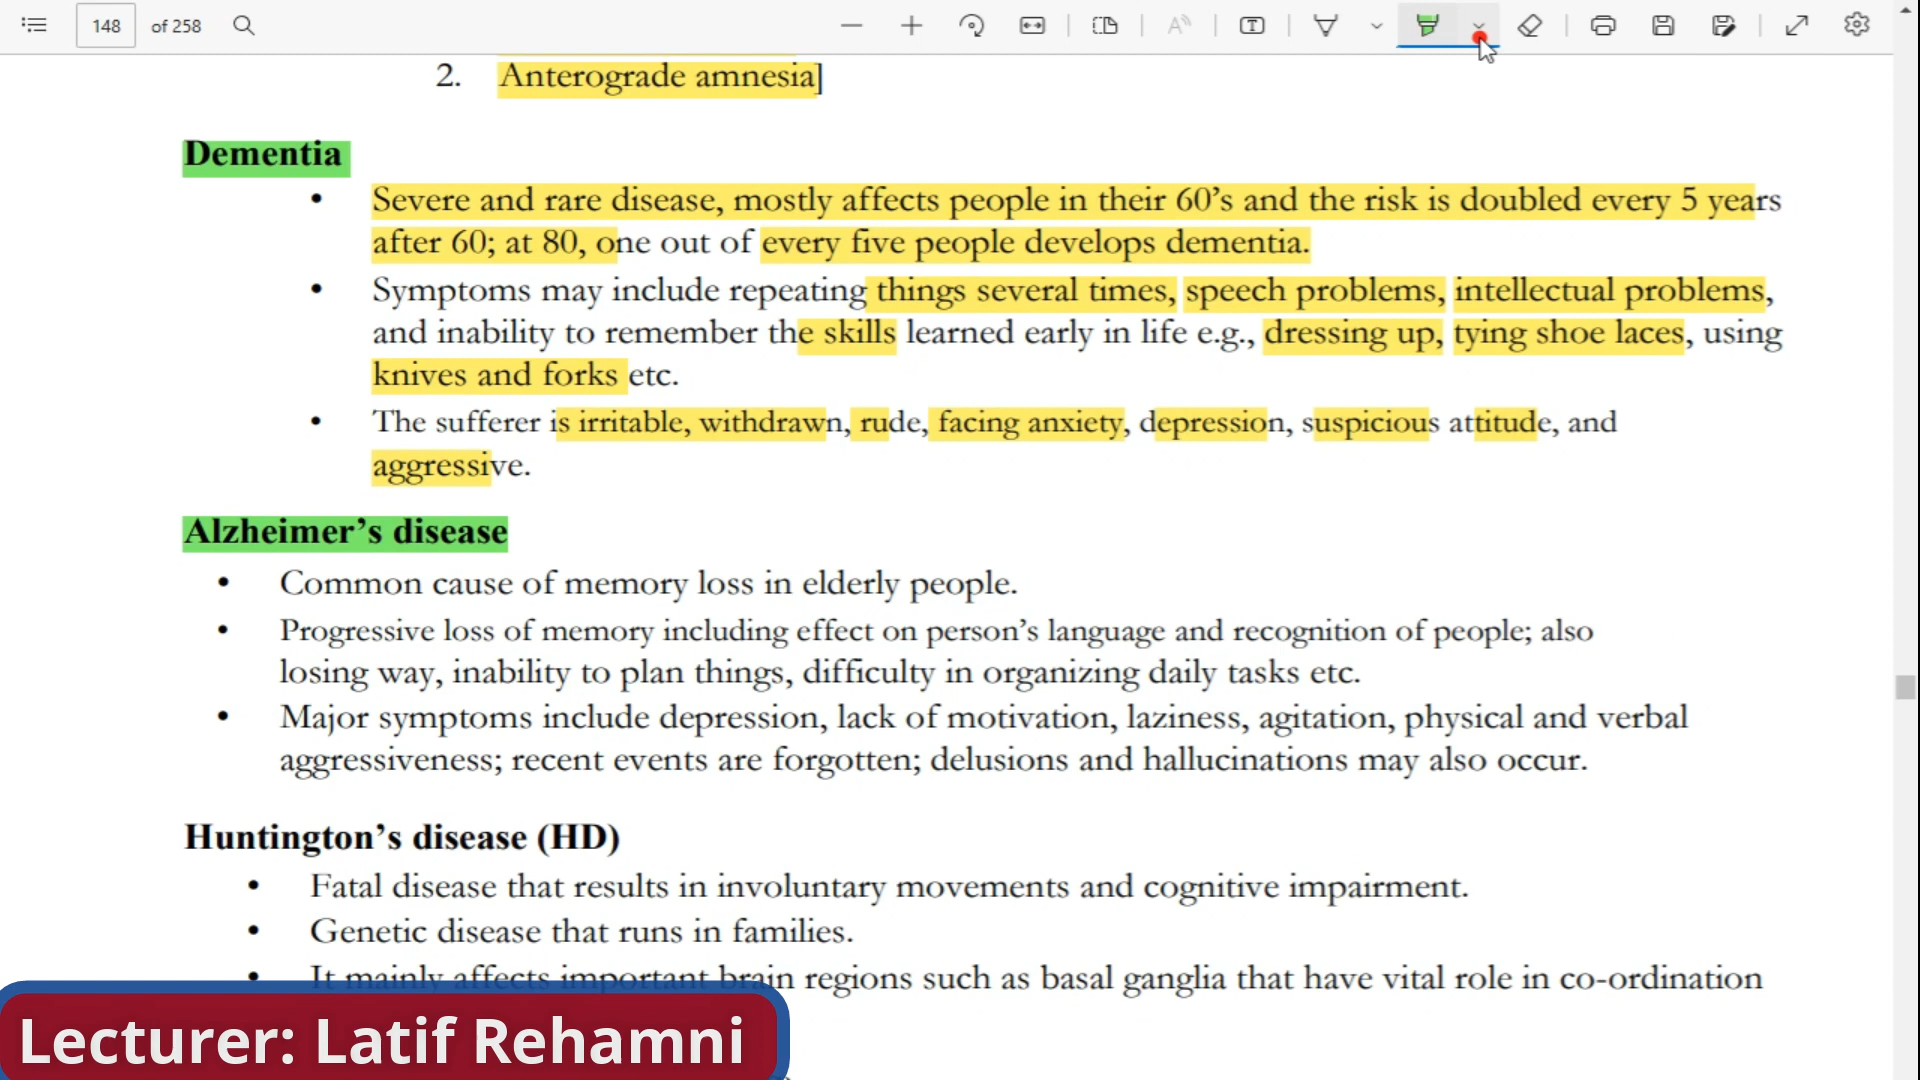 148 of 258
2. Anterograde amnesia]
Dementia
• Severe and rare disease, mostly affects people in their 60’s and the risk is doubled every 5 years
after 60; at 80, one out of every five people develops dementia.
• Symptoms may include repeating things several times, speech problems, intellectual problems,
and inability to remember the skills learned early in life e.g., dressing up, tying shoe laces, using
knives and forks etc.
• The sufferer is irritable, withdrawn, rude, facing anxiety, depression, suspicious attitude, and
aggressive.
Alzheimer’s disease
• Common cause of memory loss in elderly people.
• Progressive loss of memory including effect on person’s language and recognition of people; also
losing way, inability to plan things, difficulty in organizing daily tasks etc.
• Major symptoms include depression, lack of motivation, laziness, agitation, physical and verbal
aggressiveness; recent events are forgotten; delusions and hallucinations may also occur.
Huntington’s disease (HD)
• Fatal disease that results in involuntary movements and cognitive impairment.
• Genetic disease that runs in families.
• It mainly affects important brain regions such as basal ganglia that have vital role in co-ordination
Lecturer: Latif Rehamni